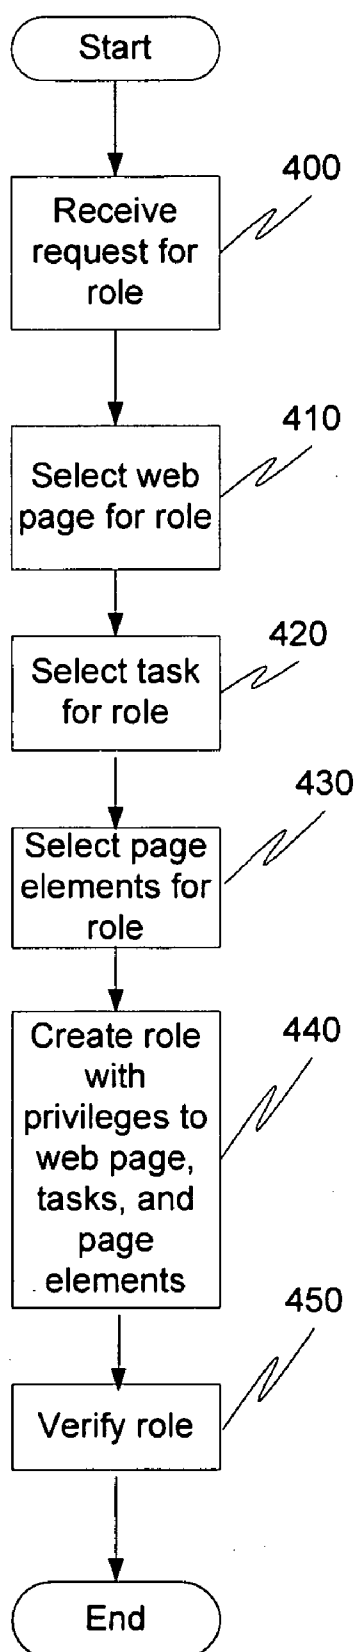 Start
400
Receive
request for
role
410
Select web
page for role
420
Select task
for role
430
Select page
elements for
role
440
Create role
with
privileges to
web page,
tasks, and
page
elements
450
Verify role
End